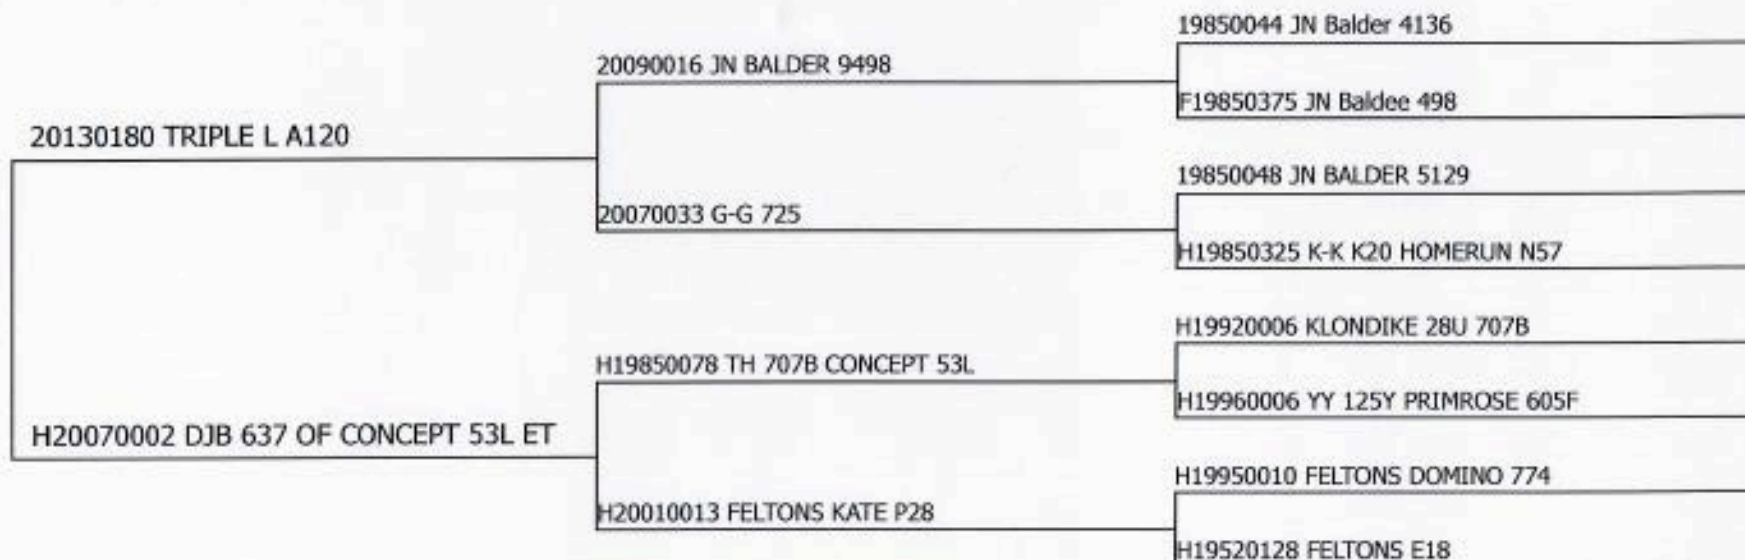 19850044 JN Balder 4136
20090016 JN BALDER 9498
F19850375 JN Baldee 498
20130180 TRIPLE L A120
19850048 JN BALDER 5129
20070033 G-G 725
H19850325 K-K K20 HOMERUN N57
H19920006 KLONDIKE 28U 707B
H19850078 TH 707B CONCEPT 53L
H19960006 YY 125Y PRIMROSE 605F
H20070002 DJB 637 OF CONCEPT 53L ET
H19950010 FELTONS DOMINO 774
H20010013 FELTONS KATE P28
H19520128 FELTONS E18